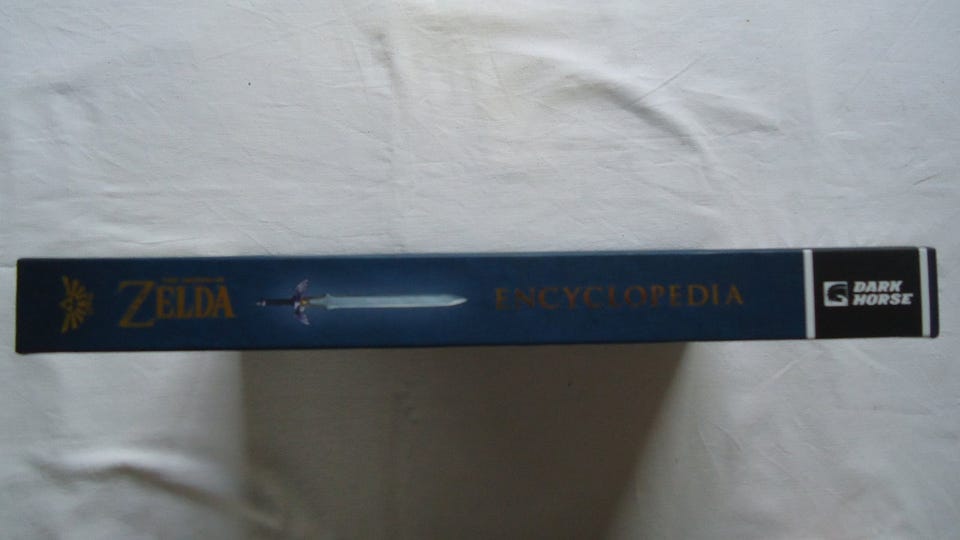 THE LEGEND OF
ZELDA
ENCYCLOPEDIA
DARK
HORSE